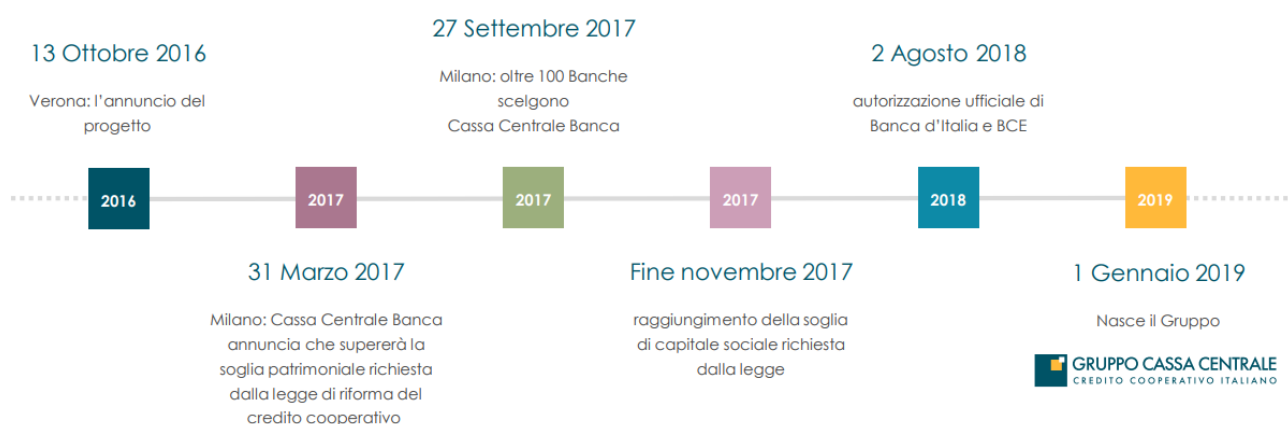 13 Ottobre 2016
Verona: l'annuncio del
progetto
27 Settembre 2017
Milano: oltre 100 Banche
scelgono
Cassa Centrale Banca
2 Agosto 2018
autorizzazione ufficiale di
Banca d'Italia e BCE
2016
2017
2017
2017
2018
2019
31 Marzo 2017
Milano: Cassa Centrale Banca
annuncia che supererà la
soglia patrimoniale richiesta
dalla legge di riforma del
credito cooperativo
Fine novembre 2017
raggiungimento della soglia
di capitale sociale richiesta
dalla legge
1 Gennaio 2019
Nasce il Gruppo
GRUPPO CASSA CENTRALE
CREDITO COOPERATIVO ITALIANO